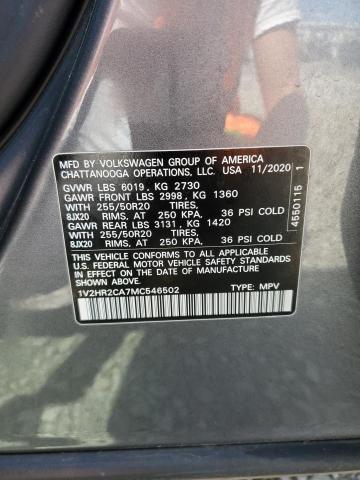 MFD BY VOLKSWAGEN GROUP OF AMERICA
CHATTANOOGA OPERATIONS, LLC. USA 11/2020
GVWR LBS 6019, KG 2730
GAWR FRONT LBS 2998, KG 1360
WITH 255/50R20 TIRES.
8JX20 RIMS, AT 250 KPA, 36 PSI COLD
GAWR REAR LBS 3131, KG 1420
WITH 255/50R20 TIRES,
8JX20 RIMS, AT 250 KPA, 36 PSI COLD
THIS VEHICLE CONFORMS TO ALL APPLICABLE
U.S. FEDERAL MOTOR VEHICLE SAFETY STANDARDS
IN EFFECT ON THE DATE OF MANUFACTURE
SHOWN ABOVE.
1V2HR2CA7MC546502 TYPE: MPV
4550115 1